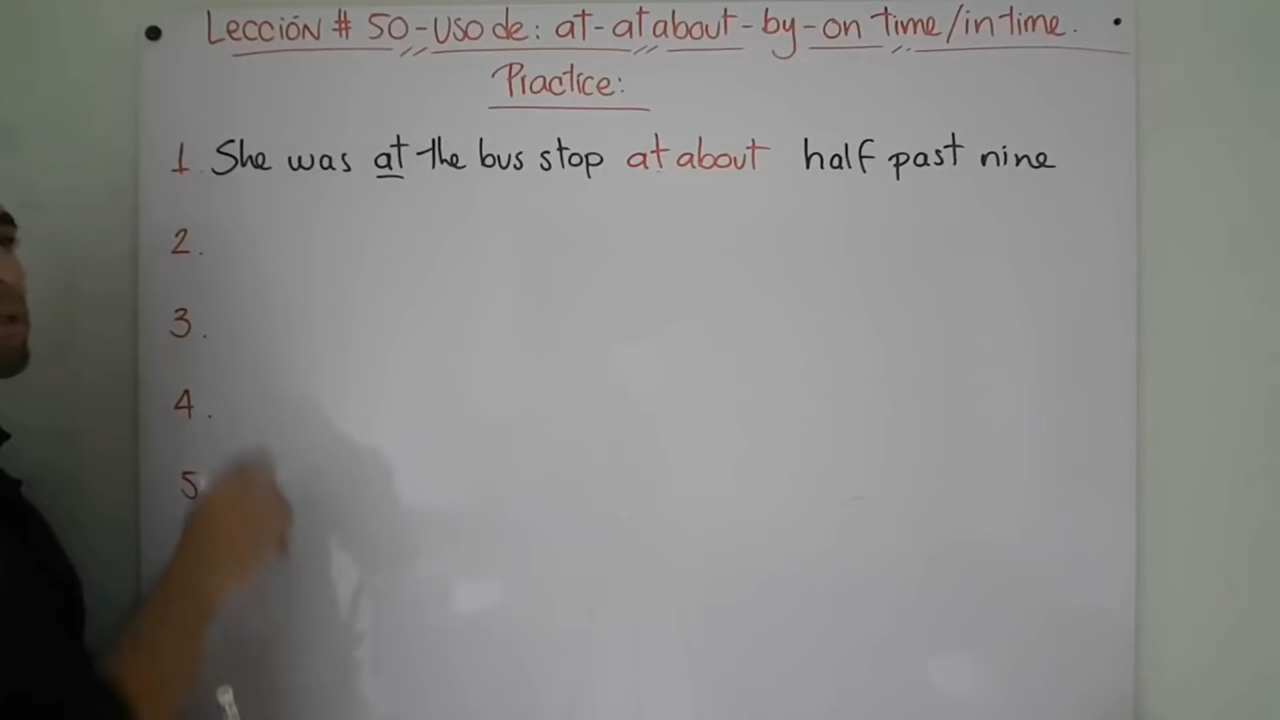 Lección # 50-Uso de: at-at about-by-on time/in time.
Practice:
1. She was at the bus stop at about half past nine
2.
3.
4.
5